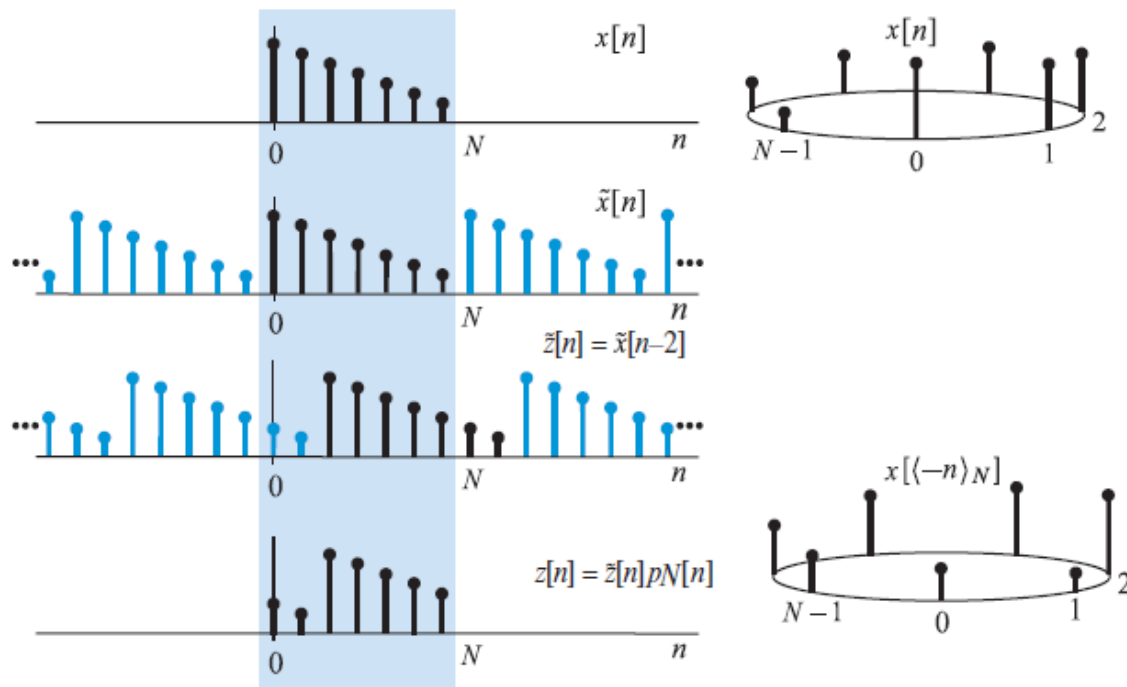 x[n]
0 N n
x̃[n]
... ...
0 N n
z̃[n] = x̃[n–2]
... ...
0 N n
z[n] = z̃[n]pN[n]
0 N n
x[n]
N – 1 0 1 2
x[⟨–n⟩N]
N – 1 0 1 2